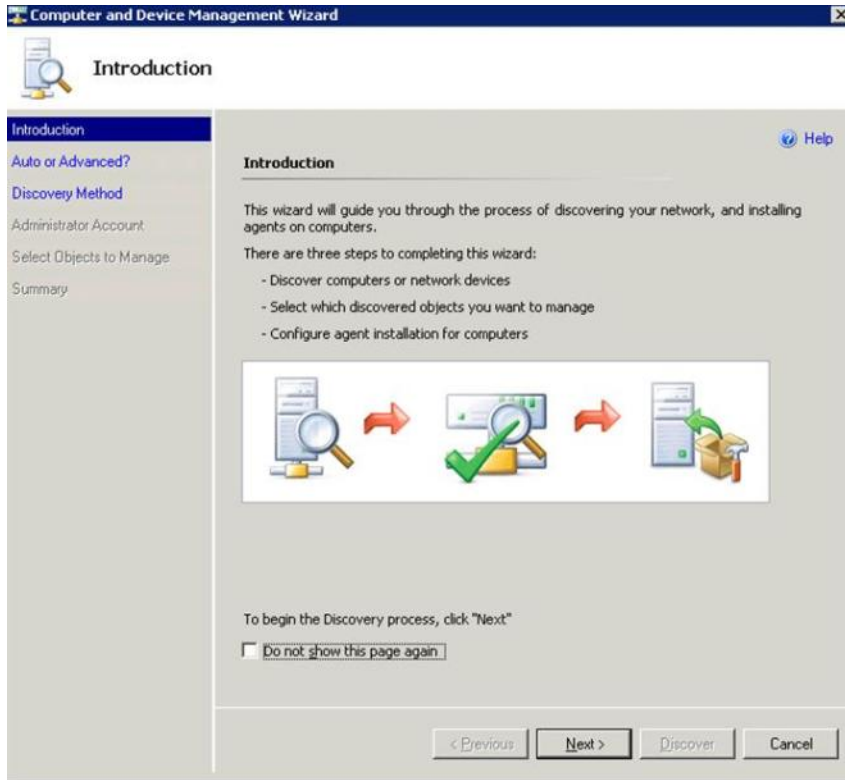 Computer and Device Management Wizard
Introduction
Introduction
Auto or Advanced?
Discovery Method
Administrator Account
Select Objects to Manage
Summary
Help
Introduction
This wizard will guide you through the process of discovering your network, and installing
agents on computers.
There are three steps to completing this wizard:
- Discover computers or network devices
- Select which discovered objects you want to manage
- Configure agent installation for computers
To begin the Discovery process, click "Next"
Do not show this page again
< Previous
Next >
Discover
Cancel